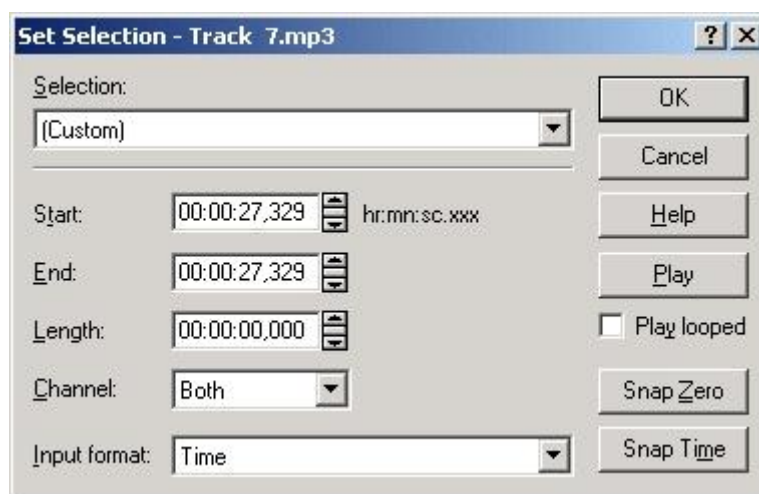 Set Selection - Track 7.mp3
Selection:
(Custom)
OK
Cancel
Start: 00:00:27,329 hr:mn:sc.xxx
Help
End: 00:00:27,329
Play
Length: 00:00:00,000
Play looped
Channel: Both
Snap Zero
Input format: Time
Snap Time